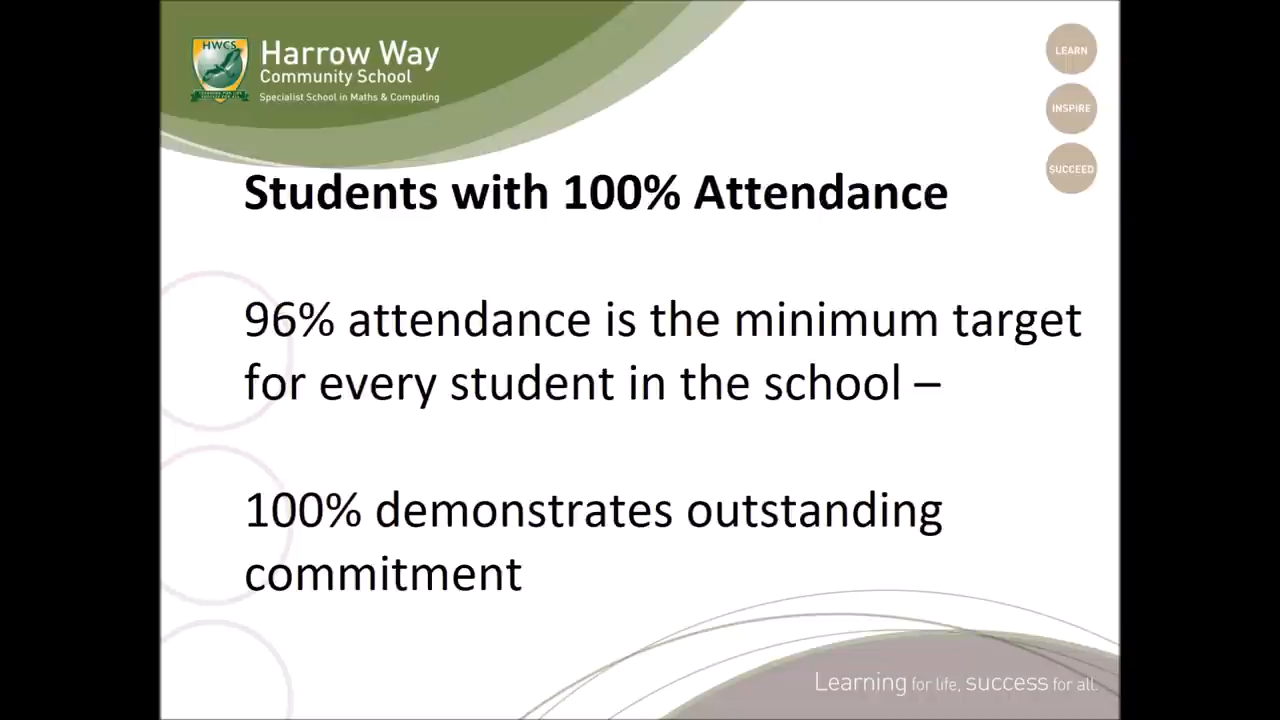 HWCS
Harrow Way
Community School
Specialist School in Maths & Computing
LEARN
INSPIRE
SUCCEED
Students with 100% Attendance
96% attendance is the minimum target
for every student in the school –
100% demonstrates outstanding
commitment
Learning for life, success for all.